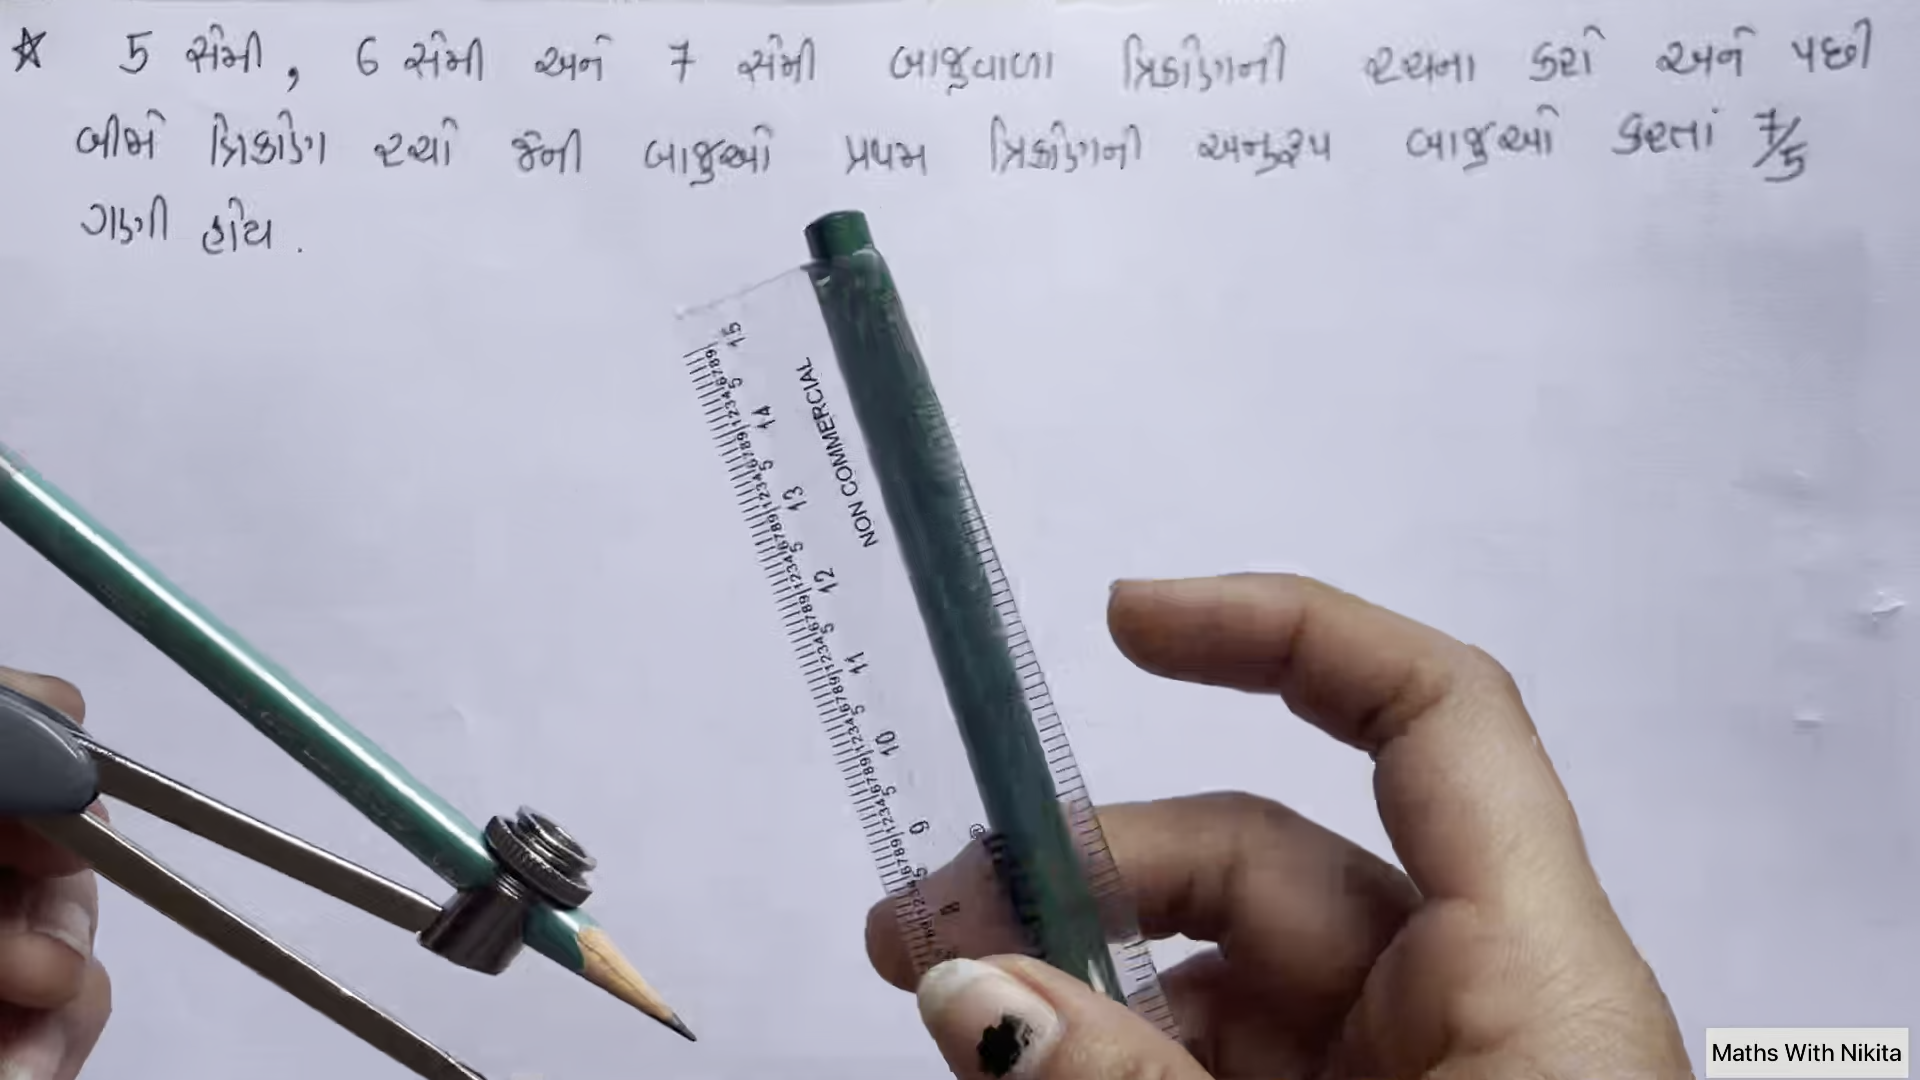 ☆ 5 સેમી, 6 સેમી અને 7 સેમી બાજુવાળા ત્રિકોણની રચના કરો અને પછી
બીજો ત્રિકોણ રચો જેની બાજુઓ પ્રથમ ત્રિકોણની અનુરૂપ બાજુઓ કરતાં 7/5
ગણી હોય.
15
14
NON COMMERCIAL
13
12
11
10
9
8
Maths With Nikita